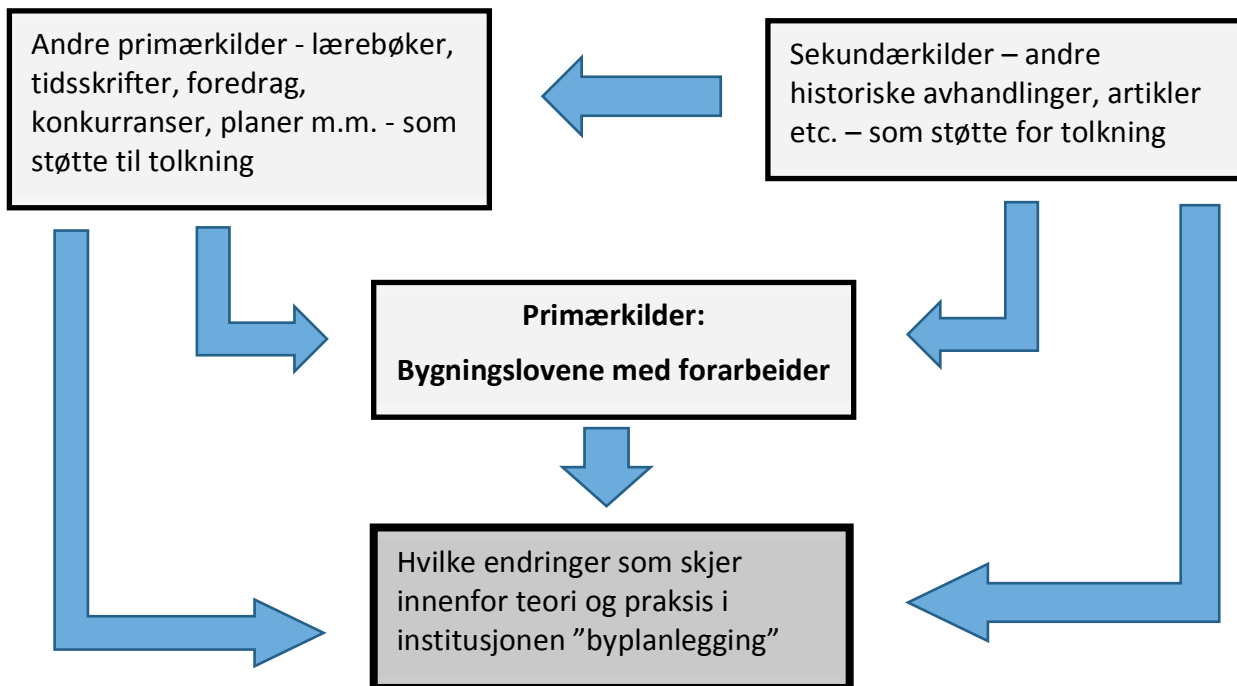 Andre primærkilder - lærebøker,
tidsskrifter, foredrag,
konkurranser, planer m.m. - som
støtte til tolkning
Sekundærkilder – andre
historiske avhandlinger, artikler
etc. – som støtte for tolkning
Primærkilder:
Bygningslovene med forarbeider
Hvilke endringer som skjer
innenfor teori og praksis i
institusjonen ”byplanlegging”